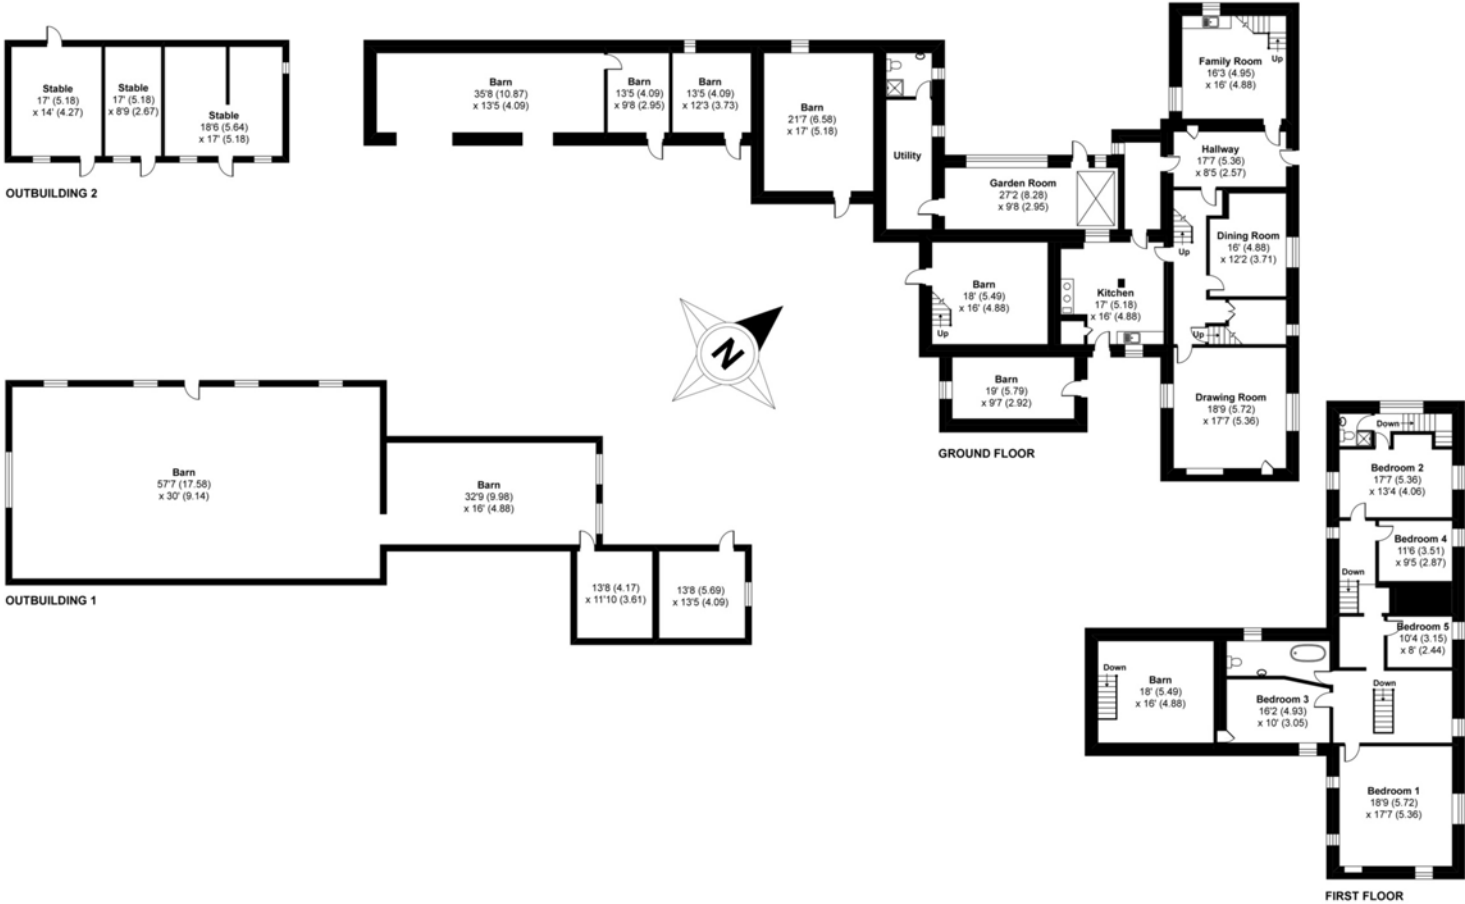 Stable
17' (5.18)
x 14' (4.27)
Stable
17' (5.18)
x 8'9 (2.67)
Stable
18'6 (5.64)
x 17' (5.18)
OUTBUILDING 2
Barn
35'8 (10.87)
x 13'5 (4.09)
Barn
13'5 (4.09)
x 9'8 (2.95)
Barn
13'5 (4.09)
x 12'3 (3.73)
Barn
21'7 (6.58)
x 17' (5.18)
Utility
Garden Room
27'2 (8.28)
x 9'8 (2.95)
Family Room
16'3 (4.95)
x 16' (4.88)
Up
Hallway
17'7 (5.36)
x 8'5 (2.57)
Up
Dining Room
16' (4.88)
x 12'2 (3.71)
Barn
18' (5.49)
x 16' (4.88)
Up
Kitchen
17' (5.18)
x 16' (4.88)
Up
Barn
19' (5.79)
x 9'7 (2.92)
Drawing Room
18'9 (5.72)
x 17'7 (5.36)
GROUND FLOOR
N
Barn
57'7 (17.58)
x 30' (9.14)
Barn
32'9 (9.98)
x 16' (4.88)
13'8 (4.17)
x 11'10 (3.61)
13'8 (5.69)
x 13'5 (4.09)
OUTBUILDING 1
Down
Bedroom 2
17'7 (5.36)
x 13'4 (4.06)
Bedroom 4
11'6 (3.51)
x 9'5 (2.87)
Down
Bedroom 5
10'4 (3.15)
x 8' (2.44)
Down
Barn
18' (5.49)
x 16' (4.88)
Bedroom 3
16'2 (4.93)
x 10' (3.05)
Down
Bedroom 1
18'9 (5.72)
x 17'7 (5.36)
FIRST FLOOR